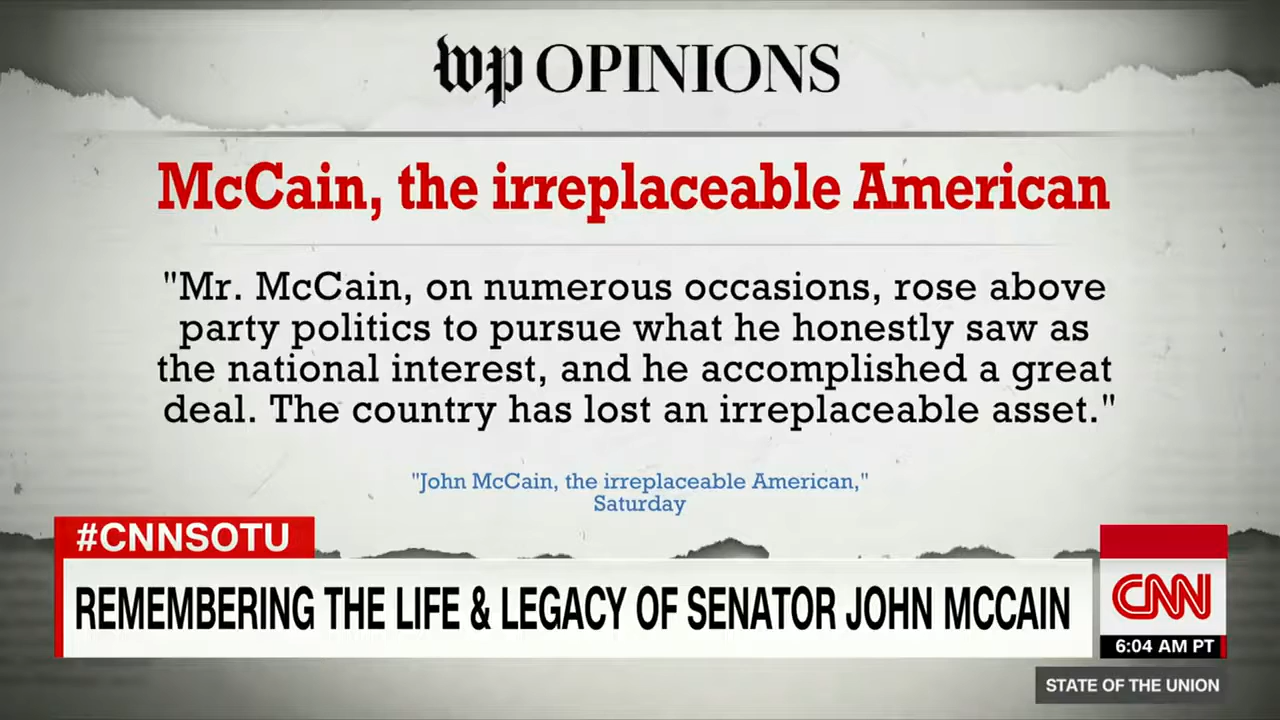 wp OPINIONS
McCain, the irreplaceable American
"Mr. McCain, on numerous occasions, rose above
party politics to pursue what he honestly saw as
the national interest, and he accomplished a great
deal. The country has lost an irreplaceable asset."
"John McCain, the irreplaceable American,"
Saturday
#CNNSOTU
REMEMBERING THE LIFE & LEGACY OF SENATOR JOHN MCCAIN
CNN
6:04 AM PT
STATE OF THE UNION